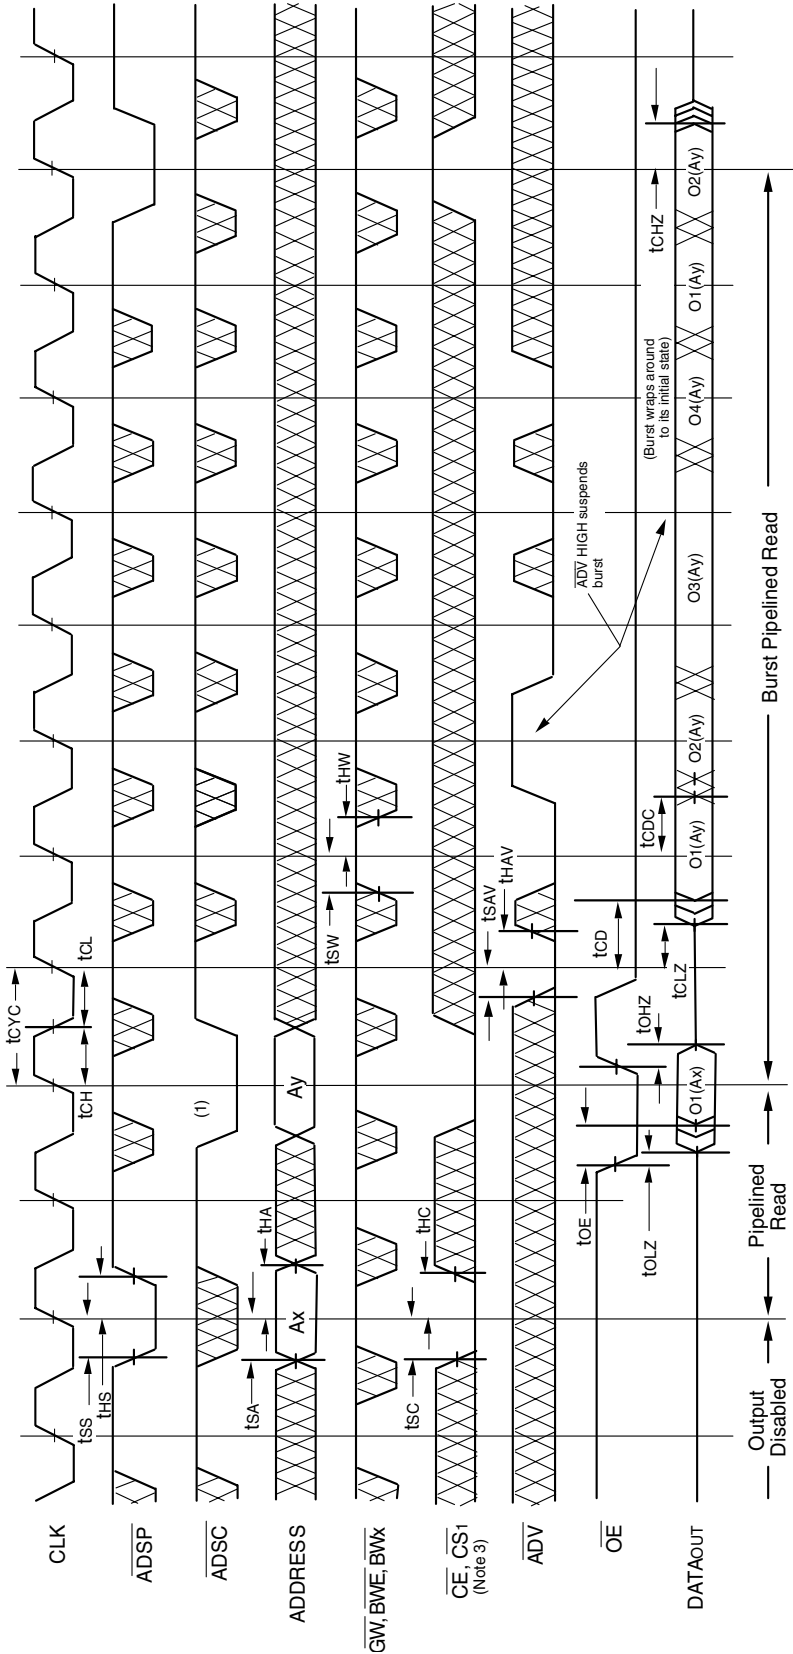 CLK
tCYC
tCH
tCL
ADSP
tSS
tHS
ADSC
(1)
ADDRESS
tSA
tHA
Ax
Ay
GW, BWE, BWx
tSW
tHW
CE, CS1
(Note 3)
tSC
tHC
ADV
tSAV
tHAV
ADV HIGH suspends
burst
OE
tOE
tOHZ
tCD
tOLZ
tCLZ
tCDC
(Burst wraps around
to its initial state)
tCHZ
DATAOUT
O1(Ax)
O1(Ay)
O2(Ay)
O3(Ay)
O4(Ay)
O1(Ay)
O2(Ay)
Output
Disabled
Pipelined
Read
Burst Pipelined Read